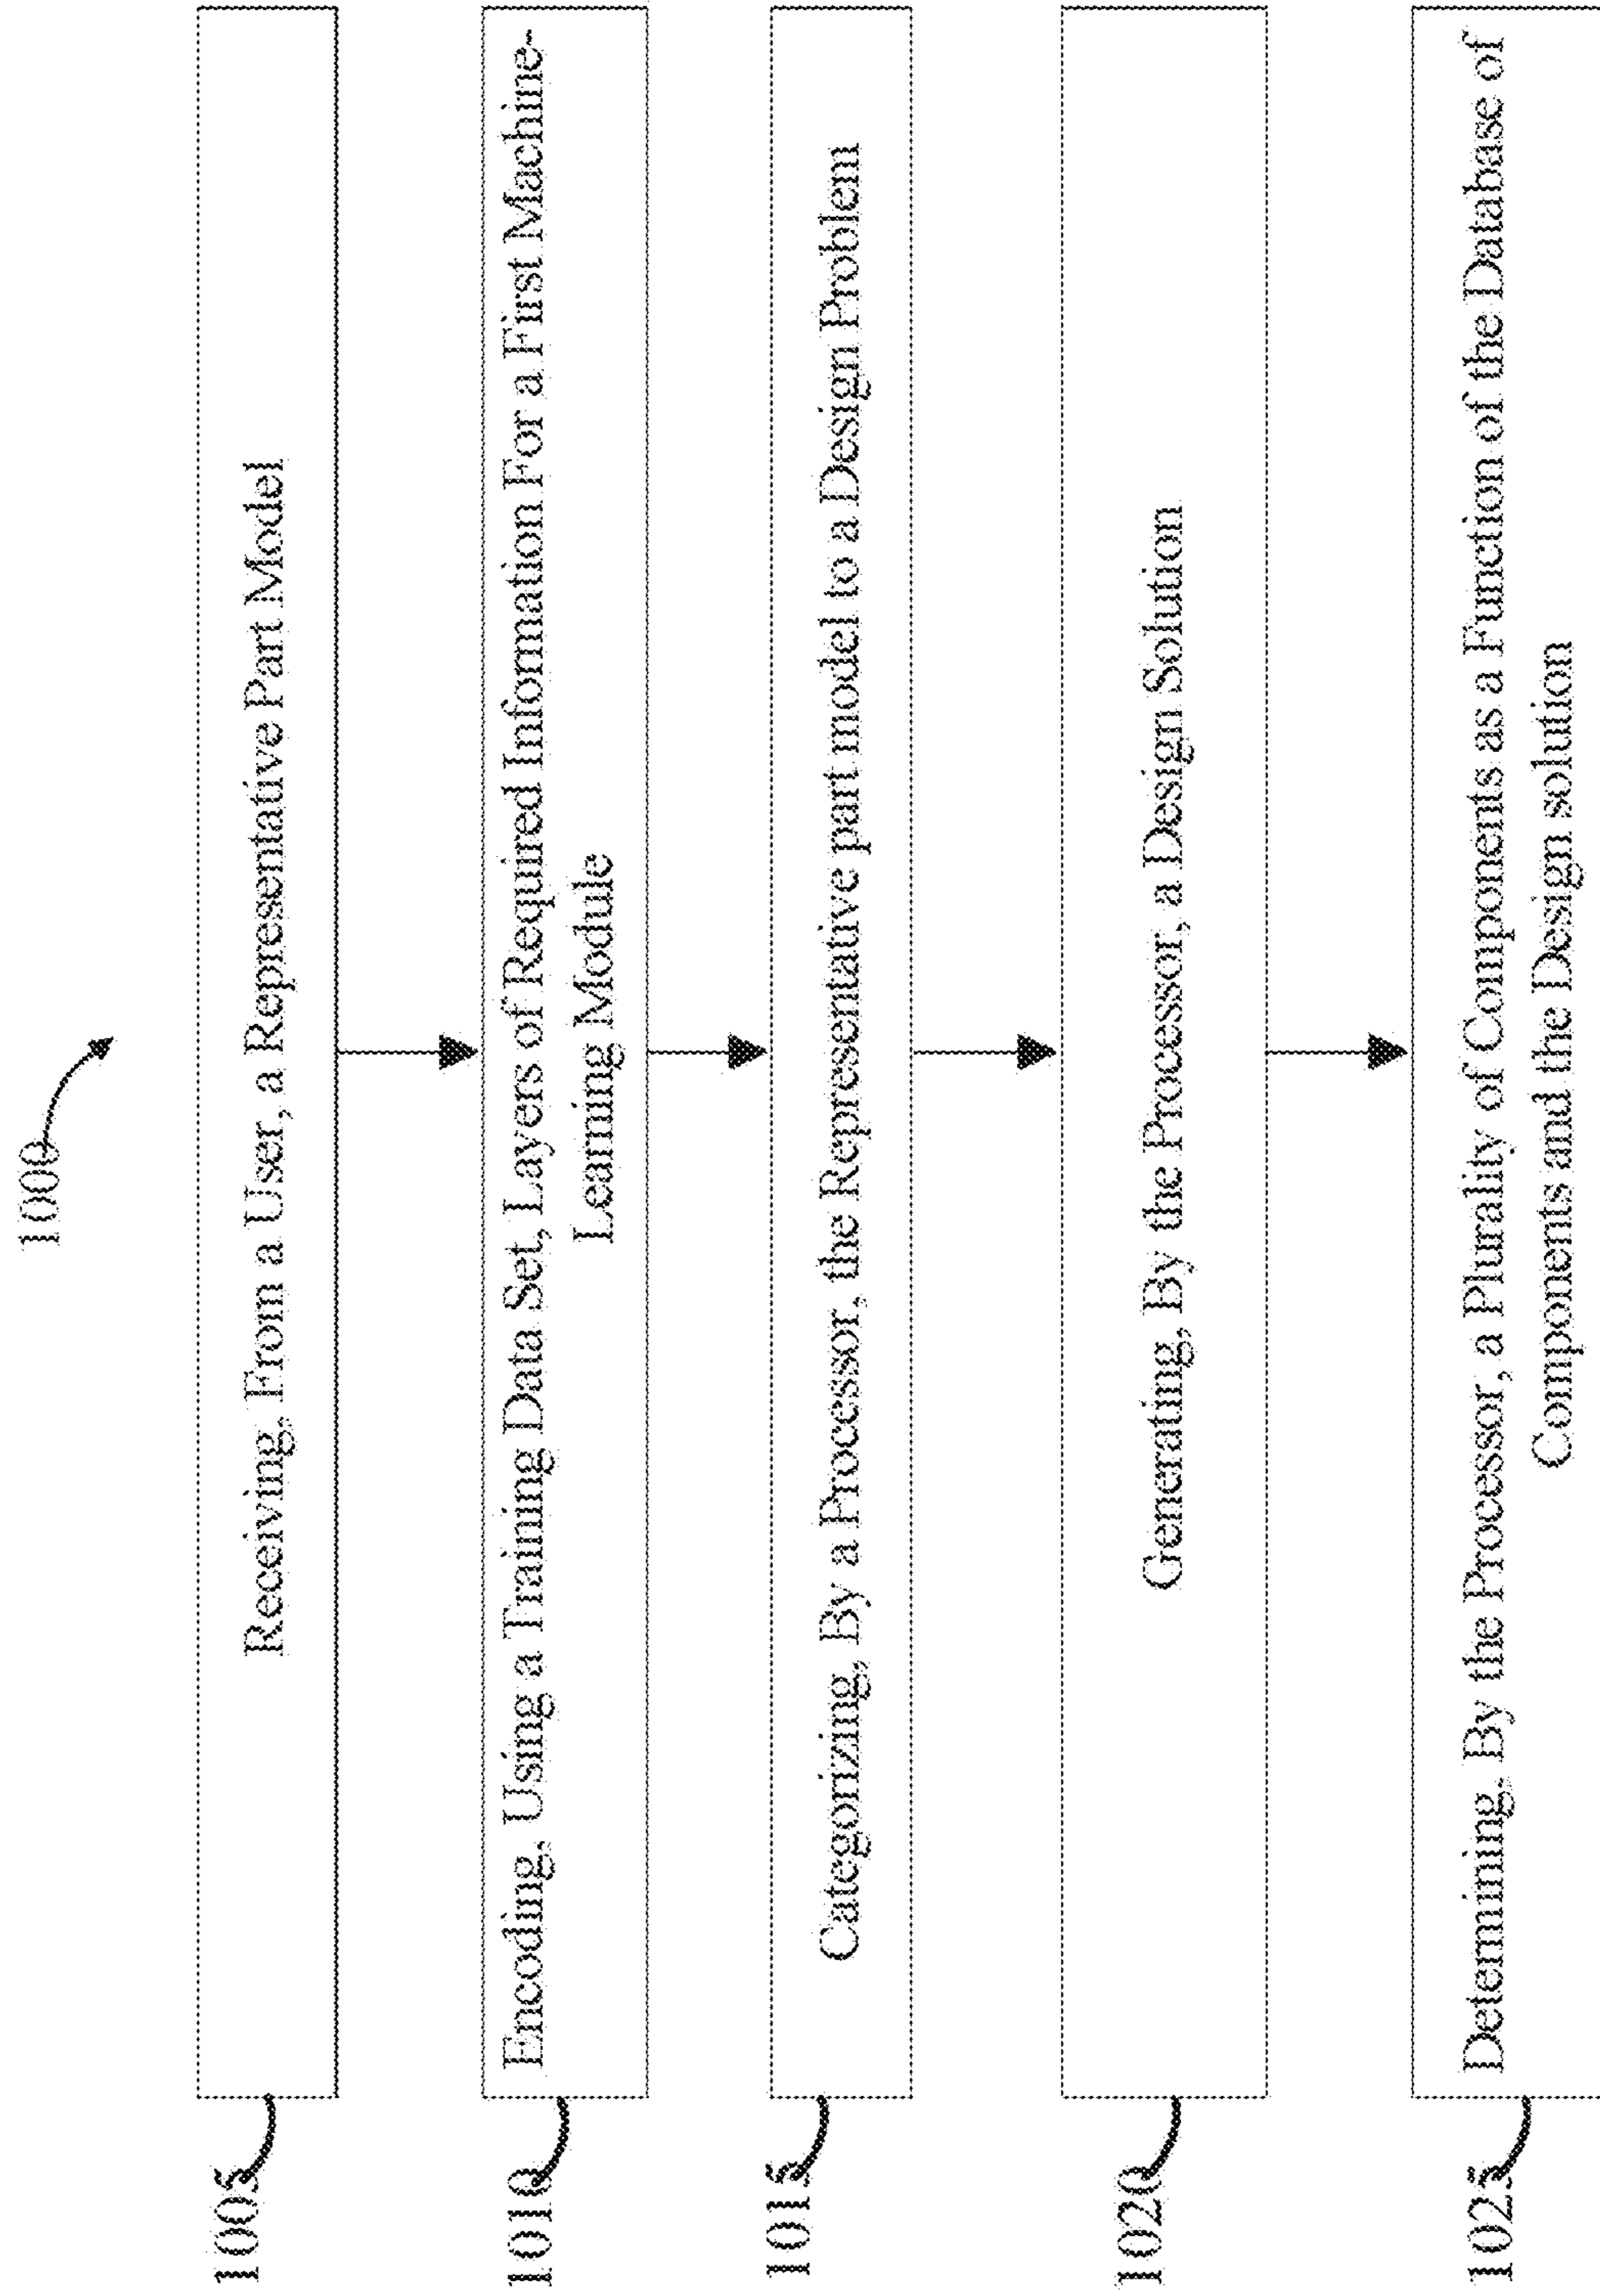 1000
1005
Receiving, From a User, a Representative Part Model
1010
Encoding, Using a Training Data Set, Layers of Required Information For a First Machine-
Learning Module
1015
Categorizing, By a Processor, the Representative part model to a Design Problem
1020
Generating, By the Processor, a Design Solution
1025
Determining, By the Processor, a Plurality of Components as a Function of the Database of
Components and the Design solution